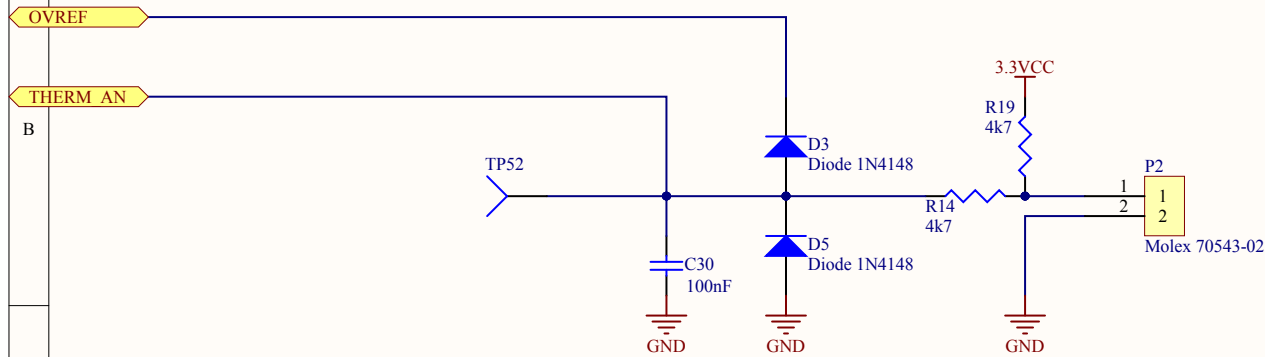 OVREF
THERM_AN
B
TP52
C30
100nF
GND
D3
Diode 1N4148
D5
Diode 1N4148
GND
R14
4k7
3.3VCC
R19
4k7
GND
P2
1
2
1
2
Molex 70543-02